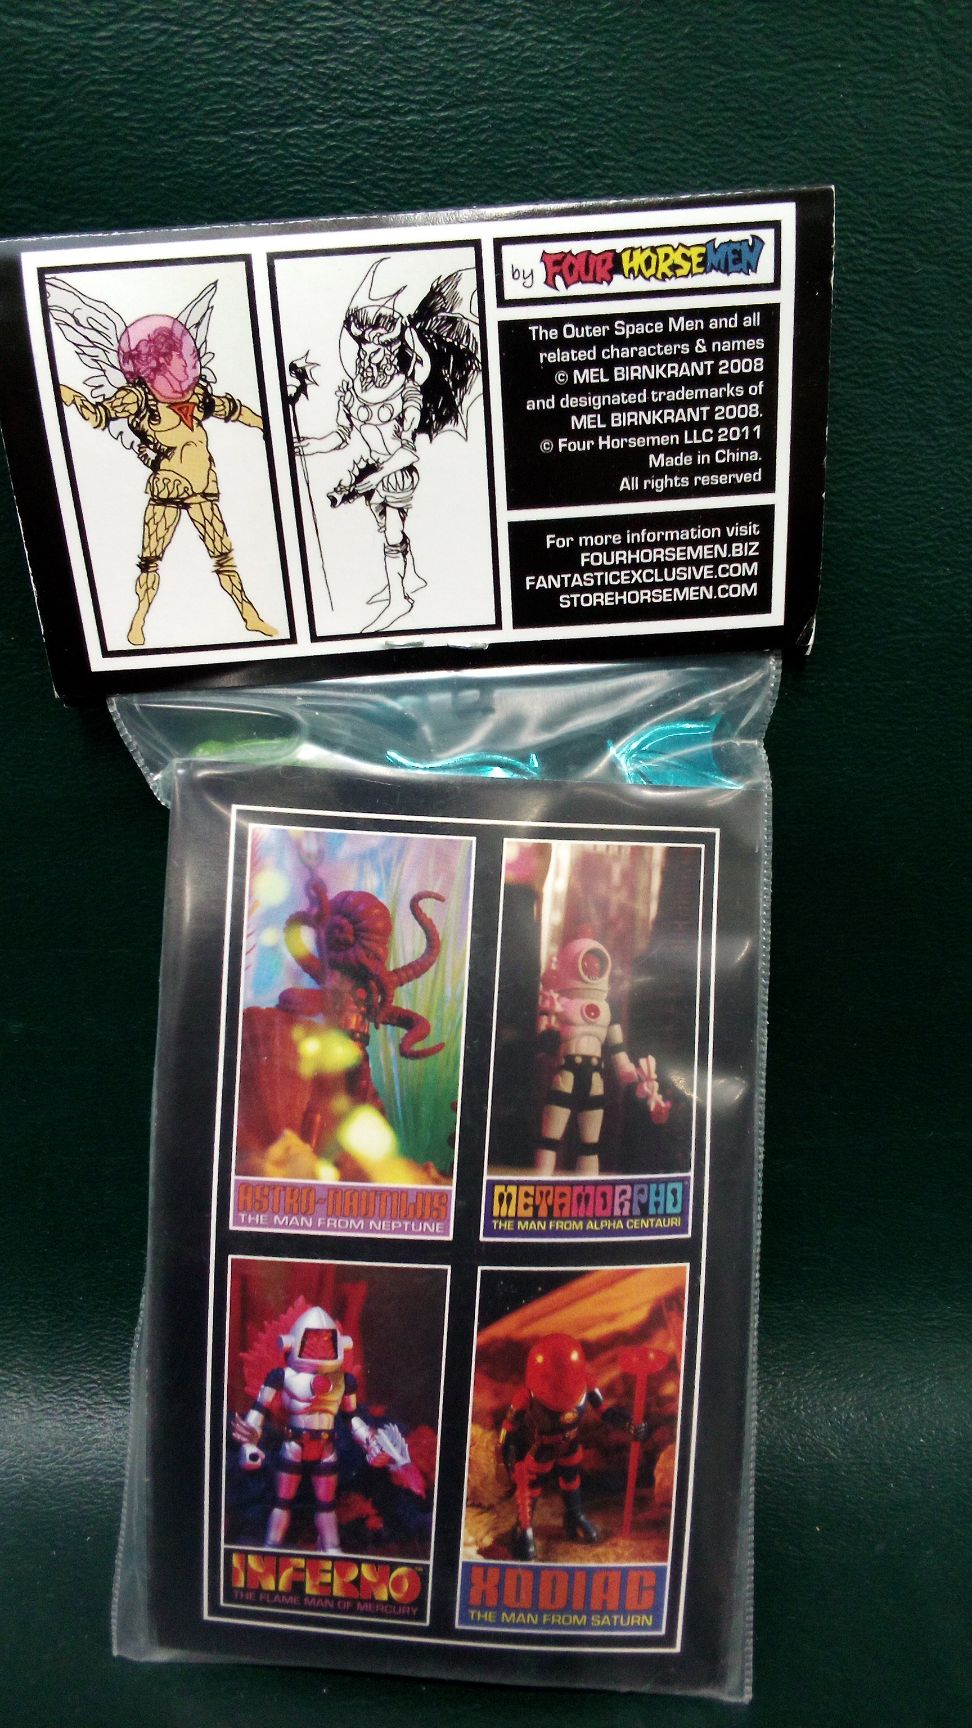 by FOUR HORSEMEN
The Outer Space Men and all
related characters & names
© MEL BIRNKRANT 2008
and designated trademarks of
MEL BIRNKRANT 2008.
© Four Horsemen LLC 2011
Made in China.
All rights reserved
For more information visit
FOURHORSEMEN.BIZ
FANTASTICEXCLUSIVE.COM
STOREHORSEMEN.COM
ASTRO-NAUTILUS
THE MAN FROM NEPTUNE
METAMORPHO
THE MAN FROM ALPHA CENTAURI
INFERNO
THE FLAME MAN OF MERCURY
XODIAC
THE MAN FROM SATURN